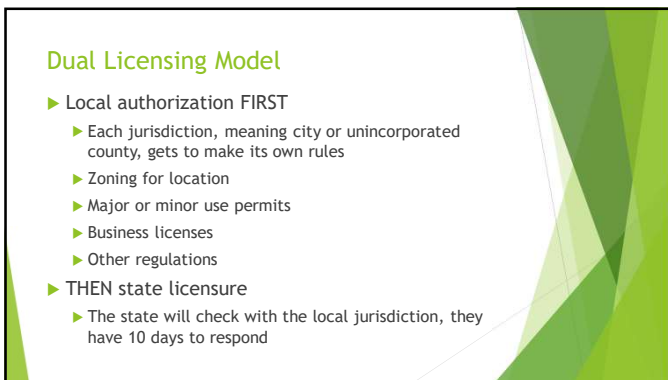 Dual Licensing Model
Local authorization FIRST
Each jurisdiction, meaning city or unincorporated
county, gets to make its own rules
Zoning for location
Major or minor use permits
Business licenses
Other regulations
THEN state licensure
The state will check with the local jurisdiction, they
have 10 days to respond